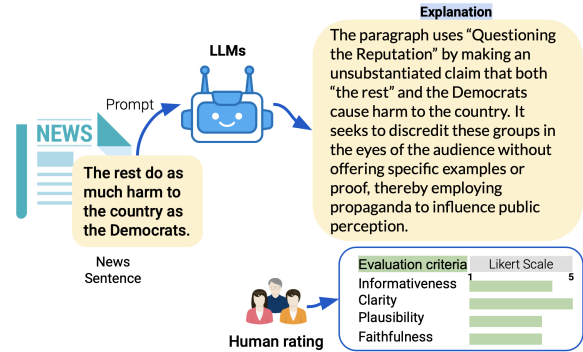 Explanation
LLMs
The paragraph uses “Questioning
the Reputation” by making an
unsubstantiated claim that both
“the rest” and the Democrats
cause harm to the country. It
seeks to discredit these groups in
the eyes of the audience without
offering specific examples or
proof, thereby employing
propaganda to influence public
perception.
Prompt
NEWS
The rest do as
much harm to
the country as
the Democrats.
News
Sentence
Human rating
Evaluation criteria Likert Scale
1 5
Informativeness
Clarity
Plausibility
Faithfulness